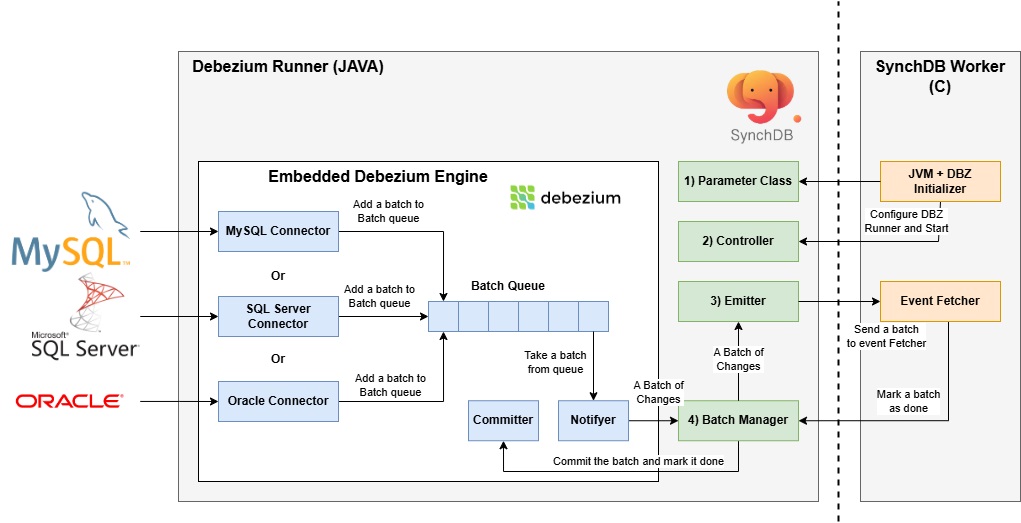 Debezium Runner (JAVA)
SynchDB Worker
(C)
SynchDB
Embedded Debezium Engine
debezium
1) Parameter Class
JVM + DBZ
Initializer
Add a batch to
Batch queue
MySQL Connector
MySQL™
Configure DBZ
Runner and Start
2) Controller
Or
Add a batch to
Batch queue
Batch Queue
SQL Server
Connector
Microsoft®
SQL Server®
3) Emitter
Event Fetcher
Send a batch
to event Fetcher
Or
Take a batch
from queue
A Batch of
Changes
Add a batch to
Batch queue
Oracle Connector
ORACLE®
A Batch of
Changes
Mark a batch
as done
Committer
Notifyer
4) Batch Manager
Commit the batch and mark it done